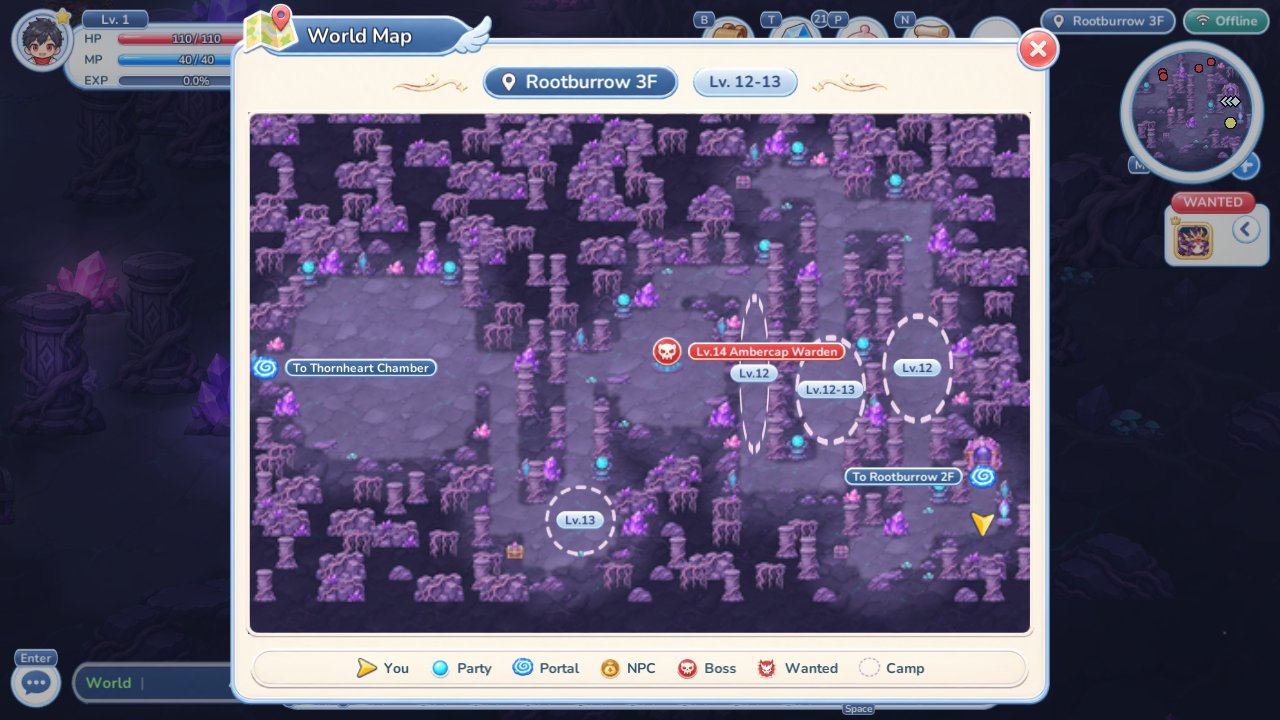 Lv. 1
HP 110/110
MP 40/40
EXP 0.0%
World Map
B
T
21
P
N
Rootburrow 3F
Offline
Rootburrow 3F
Lv. 12-13
M
WANTED
To Thornheart Chamber
Lv.14 Ambercap Warden
Lv.12
Lv.12-13
Lv.12
To Rootburrow 2F
Lv.13
You
Party
Portal
NPC
Boss
Wanted
Camp
Enter
World
Space